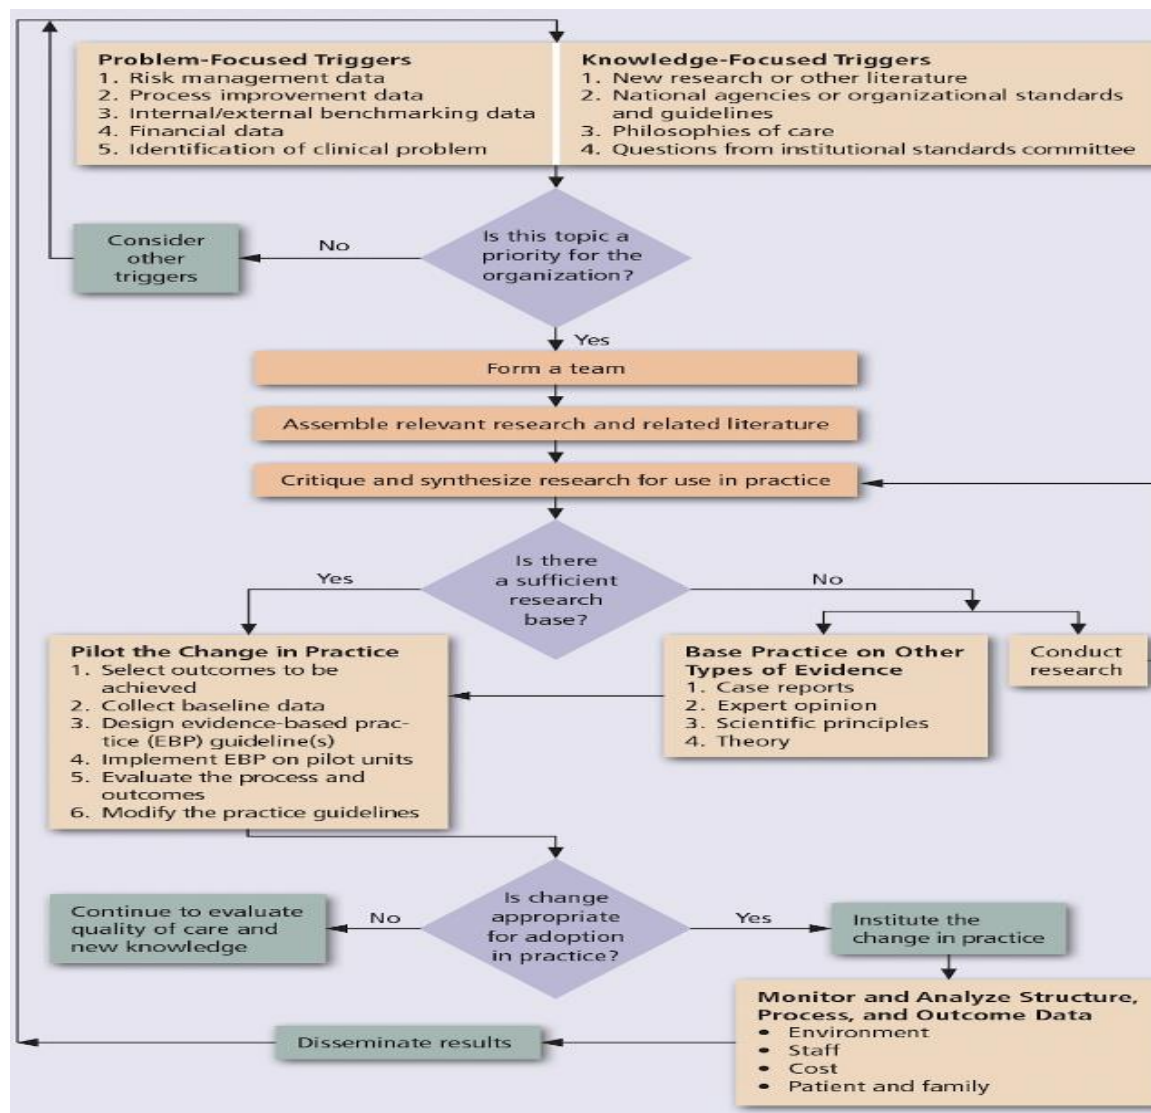 Problem-Focused Triggers
1. Risk management data
2. Process improvement data
3. Internal/external benchmarking data
4. Financial data
5. Identification of clinical problem
Knowledge-Focused Triggers
1. New research or other literature
2. National agencies or organizational standards
and guidelines
3. Philosophies of care
4. Questions from institutional standards committee
Consider
other
triggers
No
Is this topic a
priority for the
organization?
Yes
Form a team
Assemble relevant research and related literature
Critique and synthesize research for use in practice
Yes
Is there
a sufficient
research
base?
No
Pilot the Change in Practice
1. Select outcomes to be
achieved
2. Collect baseline data
3. Design evidence-based prac-
tice (EBP) guideline(s)
4. Implement EBP on pilot units
5. Evaluate the process and
outcomes
6. Modify the practice guidelines
Base Practice on Other
Types of Evidence
1. Case reports
2. Expert opinion
3. Scientific principles
4. Theory
Conduct
research
Continue to evaluate
quality of care and
new knowledge
No
Is change
appropriate
for adoption
in practice?
Yes
Institute the
change in practice
Monitor and Analyze Structure,
Process, and Outcome Data
• Environment
• Staff
• Cost
• Patient and family
Disseminate results